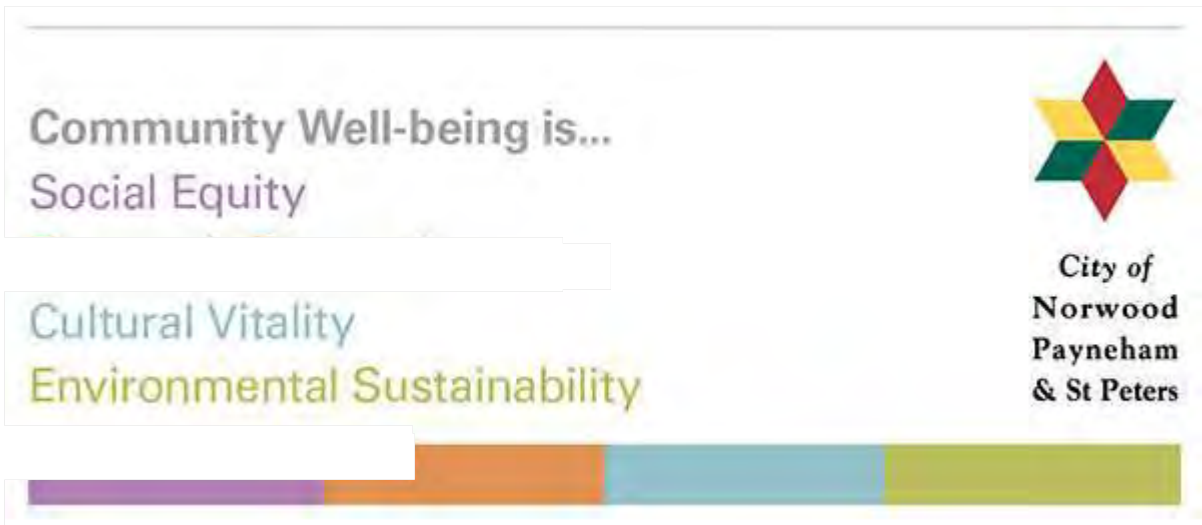 Community Well-being is...
Social Equity
Cultural Vitality
Environmental Sustainability
City of
Norwood
Payneham
& St Peters